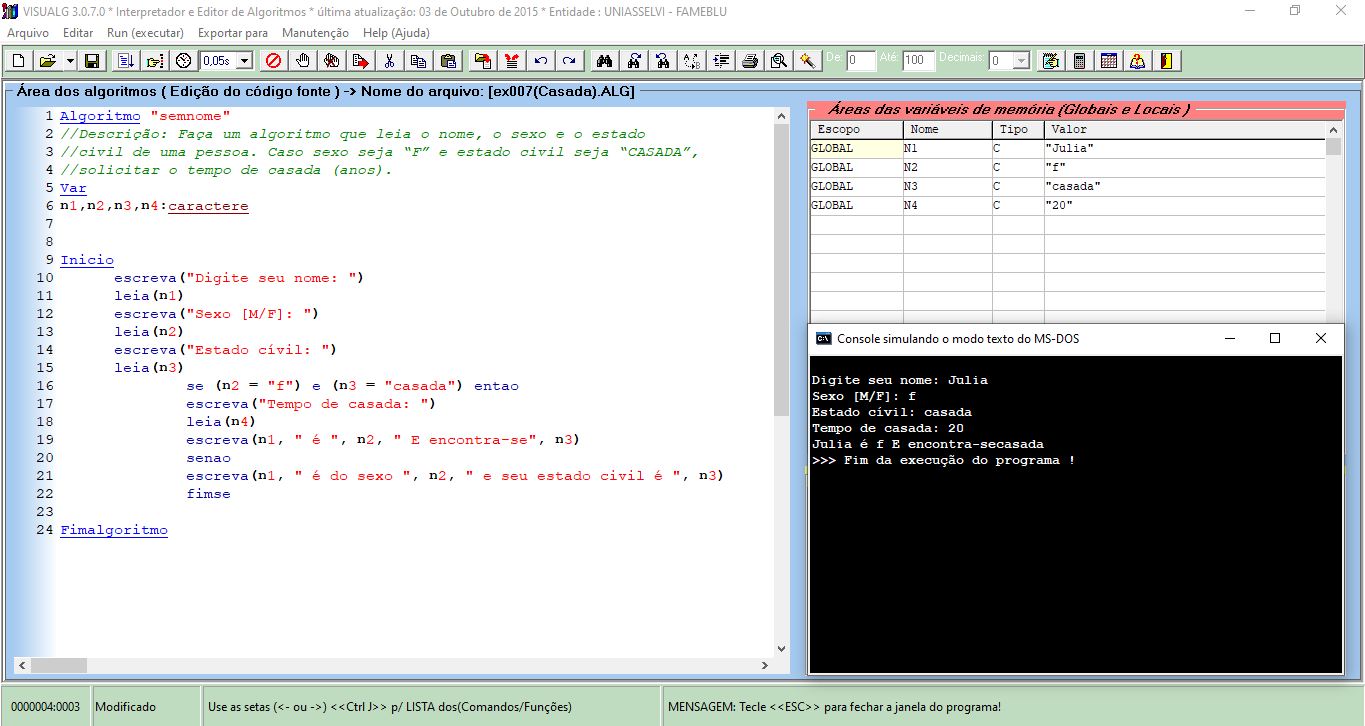 VISUALG 3.0.7.0 * Interpretador e Editor de Algoritmos * última atualização: 03 de Outubro de 2015 * Entidade : UNIASSELVI - FAMEBLU
Arquivo Editar Run (executar) Exportar para Manutenção Help (Ajuda)
0,05s De: 0 Até: 100 Decimais: 0
Área dos algoritmos ( Edição do código fonte ) -> Nome do arquivo: [ex007(Casada).ALG]
1 Algoritmo "semnome"
2 //Descrição: Faça um algoritmo que leia o nome, o sexo e o estado
3 //civil de uma pessoa. Caso sexo seja “F” e estado civil seja “CASADA”,
4 //solicitar o tempo de casada (anos).
5 Var
6 n1,n2,n3,n4:caractere
7
8
9 Inicio
10 escreva("Digite seu nome: ")
11 leia(n1)
12 escreva("Sexo [M/F]: ")
13 leia(n2)
14 escreva("Estado cívil: ")
15 leia(n3)
16 se (n2 = "f") e (n3 = "casada") entao
17 escreva("Tempo de casada: ")
18 leia(n4)
19 escreva(n1, " é ", n2, " E encontra-se", n3)
20 senao
21 escreva(n1, " é do sexo ", n2, " e seu estado civil é ", n3)
22 fimse
23
24 Fimalgoritmo
Áreas das variáveis de memória (Globais e Locais )
Escopo Nome Tipo Valor
GLOBAL N1 C "Julia"
GLOBAL N2 C "f"
GLOBAL N3 C "casada"
GLOBAL N4 C "20"
C:\ Console simulando o modo texto do MS-DOS
Digite seu nome: Julia
Sexo [M/F]: f
Estado cívil: casada
Tempo de casada: 20
Julia é f E encontra-secasada
>>> Fim da execução do programa !
0000004:0003 Modificado Use as setas (<- ou ->) <<Ctrl J>> p/ LISTA dos(Comandos/Funções) MENSAGEM: Tecle <<ESC>> para fechar a janela do programa!